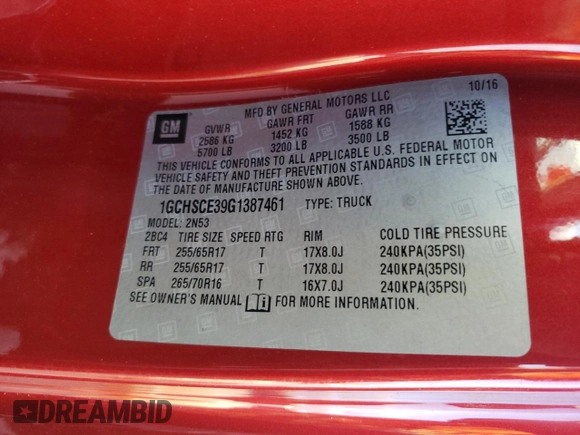 MFD BY GENERAL MOTORS LLC 10/16
GM
GVWR GAWR FRT GAWR RR
2586 KG 1452 KG 1588 KG
5700 LB 3200 LB 3500 LB
THIS VEHICLE CONFORMS TO ALL APPLICABLE U.S. FEDERAL MOTOR
VEHICLE SAFETY AND THEFT PREVENTION STANDARDS IN EFFECT ON
THE DATE OF MANUFACTURE SHOWN ABOVE.
1GCHSCE39G1387461 TYPE: TRUCK
MODEL: 2N53
2BC4 TIRE SIZE SPEED RTG RIM COLD TIRE PRESSURE
FRT 255/65R17 T 17X8.0J 240KPA(35PSI)
RR 255/65R17 T 17X8.0J 240KPA(35PSI)
SPA 265/70R16 T 16X7.0J 240KPA(35PSI)
SEE OWNER'S MANUAL FOR MORE INFORMATION.
DREAMBID